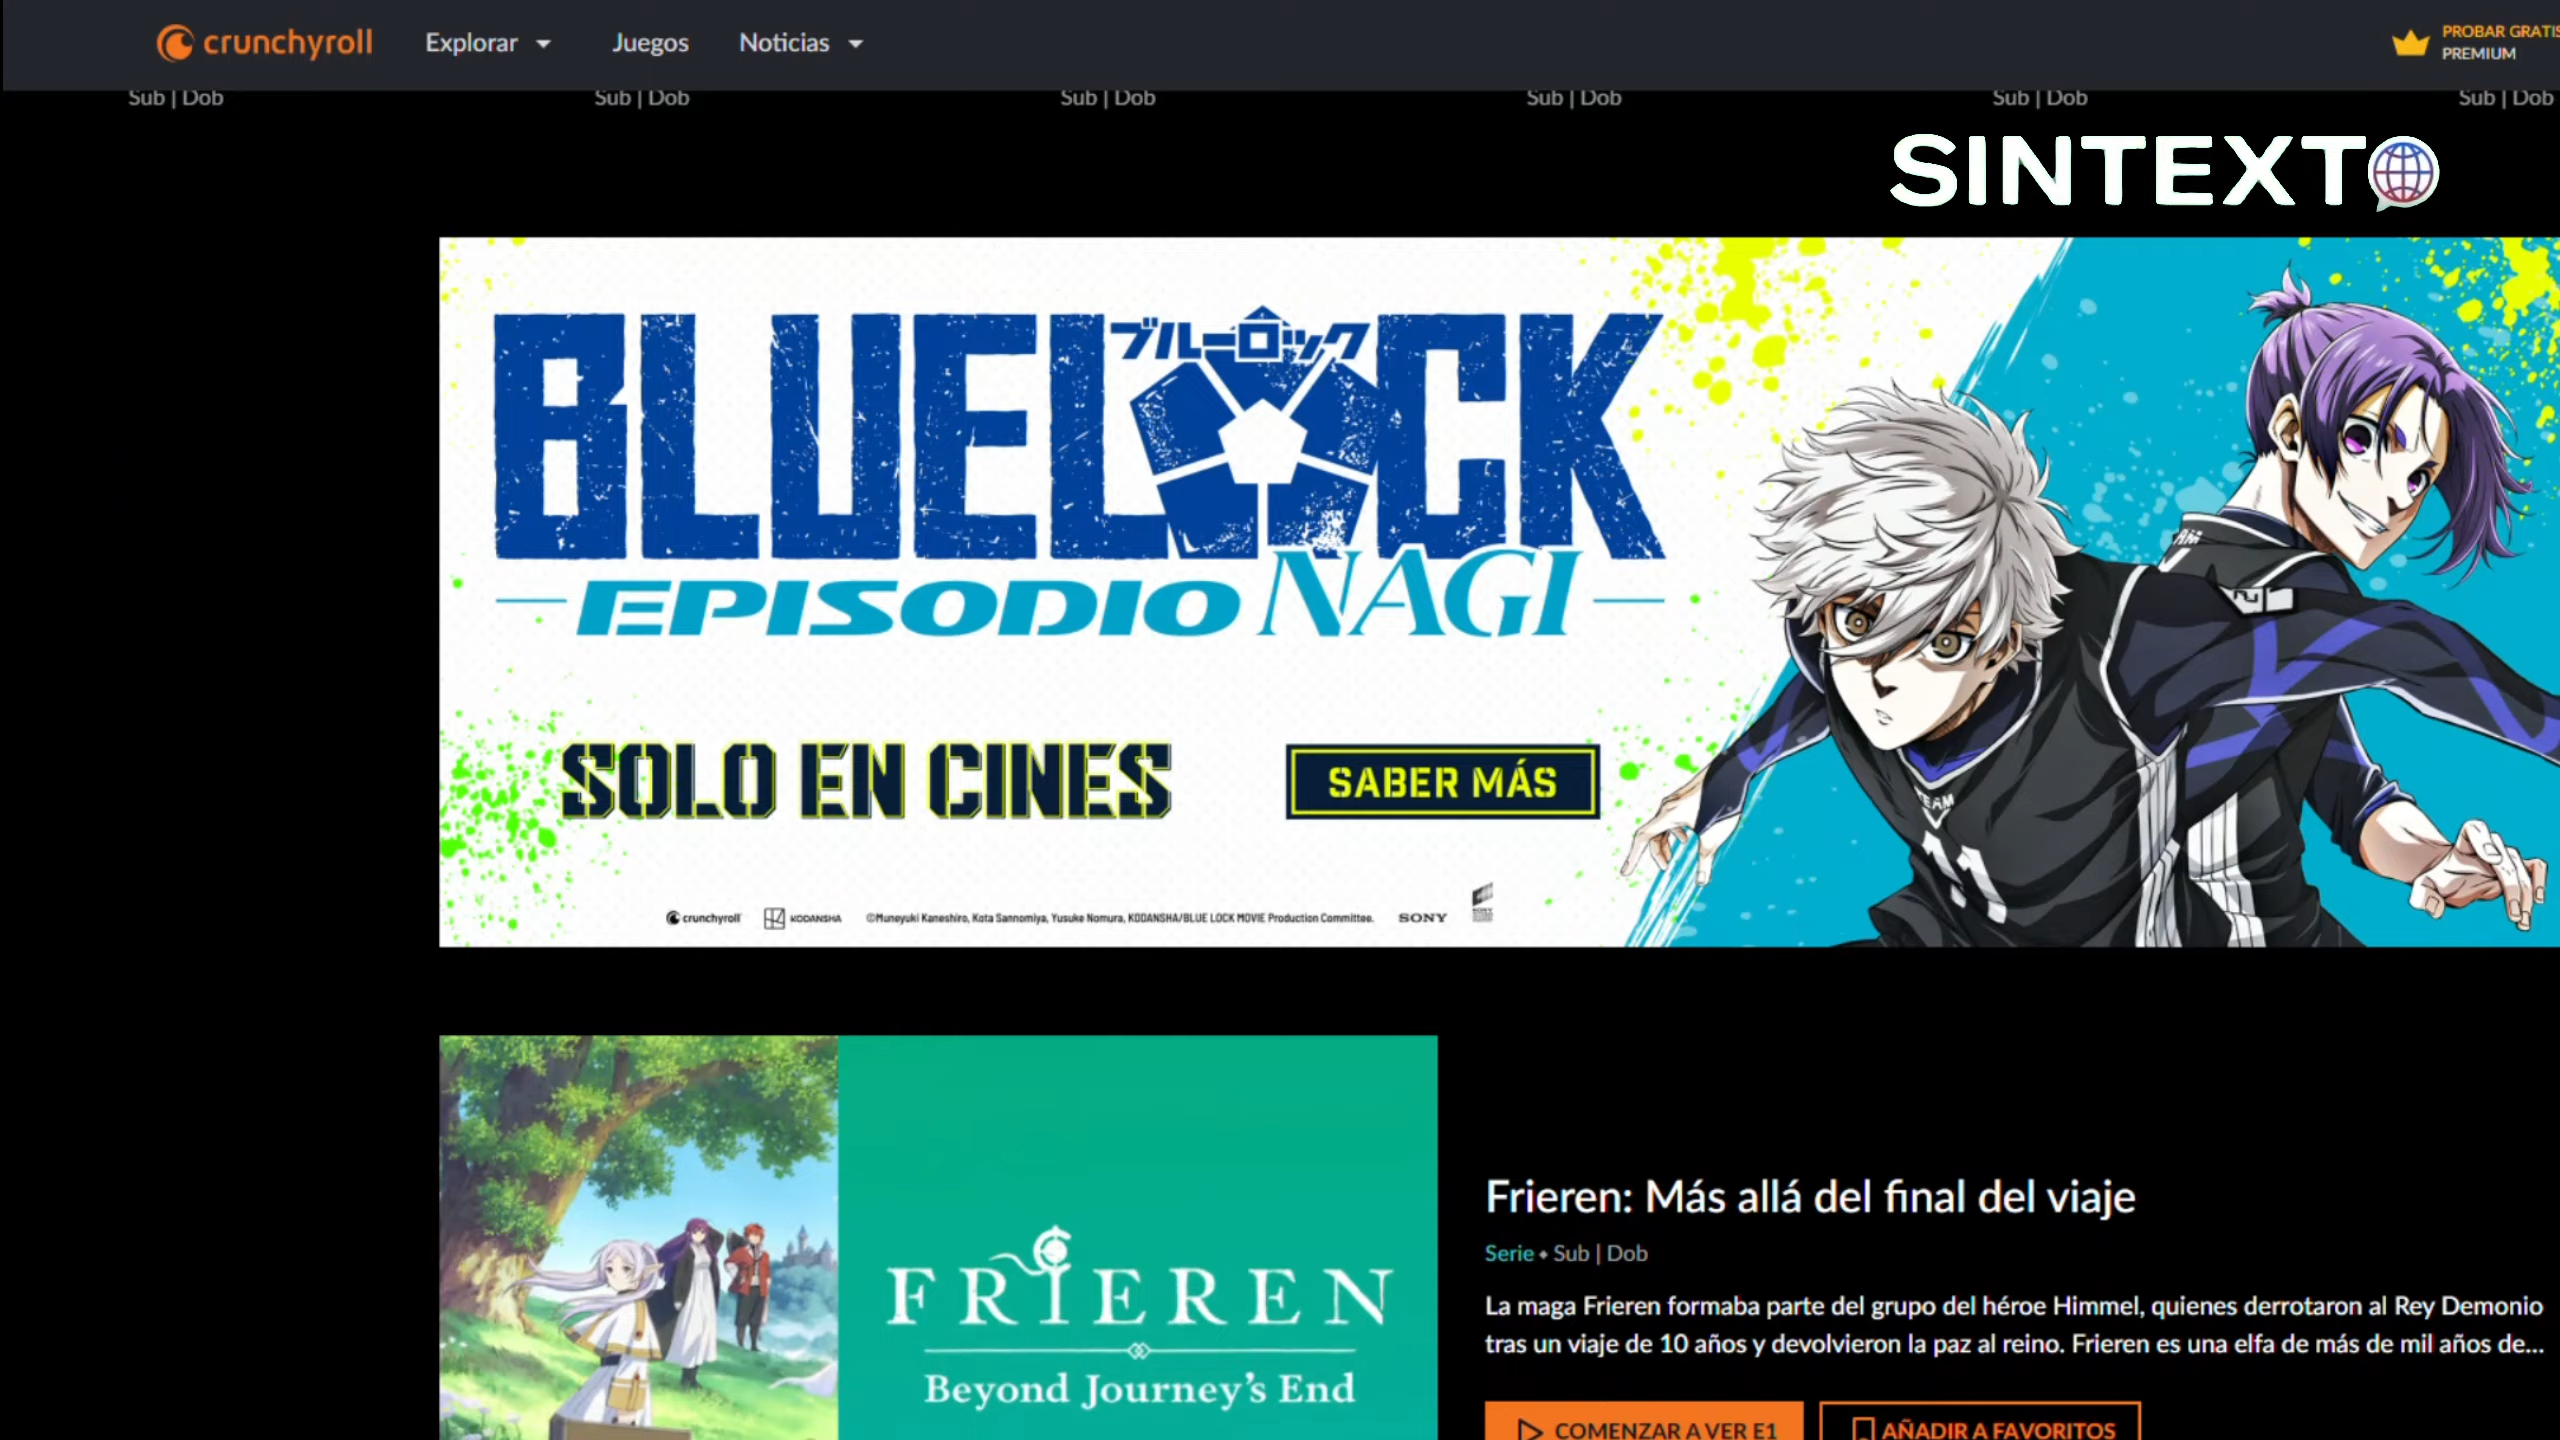 crunchyroll Explorar Juegos Noticias
PROBAR GRATIS
PREMIUM
Sub | Dob Sub | Dob Sub | Dob Sub | Dob Sub | Dob Sub | Dob
SINTEXTO
ブルーロック
BLUELOCK
EPISODIO NAGI
SOLO EN CINES
SABER MÁS
crunchyroll KODANSHA ©Muneyuki Kaneshiro, Kota Sannomiya, Yusuke Nomura, KODANSHA/BLUE LOCK MOVIE Production Committee. SONY
TEAM
11
FRIEREN
Beyond Journey's End
Frieren: Más allá del final del viaje
Serie • Sub | Dob
La maga Frieren formaba parte del grupo del héroe Himmel, quienes derrotaron al Rey Demonio
tras un viaje de 10 años y devolvieron la paz al reino. Frieren es una elfa de más de mil años de...
COMENZAR A VER E1
AÑADIR A FAVORITOS